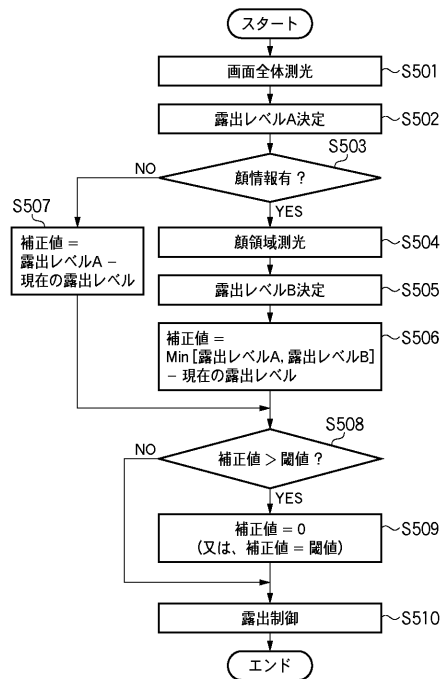 スタート
画面全体測光
S501
露出レベルA決定
S502
S503
顔情報有?
NO
YES
S507
補正値 =
露出レベルA −
現在の露出レベル
顔領域測光
S504
露出レベルB決定
S505
補正値 =
Min [露出レベルA, 露出レベルB]
− 現在の露出レベル
S506
S508
補正値 > 閾値?
NO
YES
補正値 = 0
(又は、補正値 = 閾値)
S509
露出制御
S510
エンド